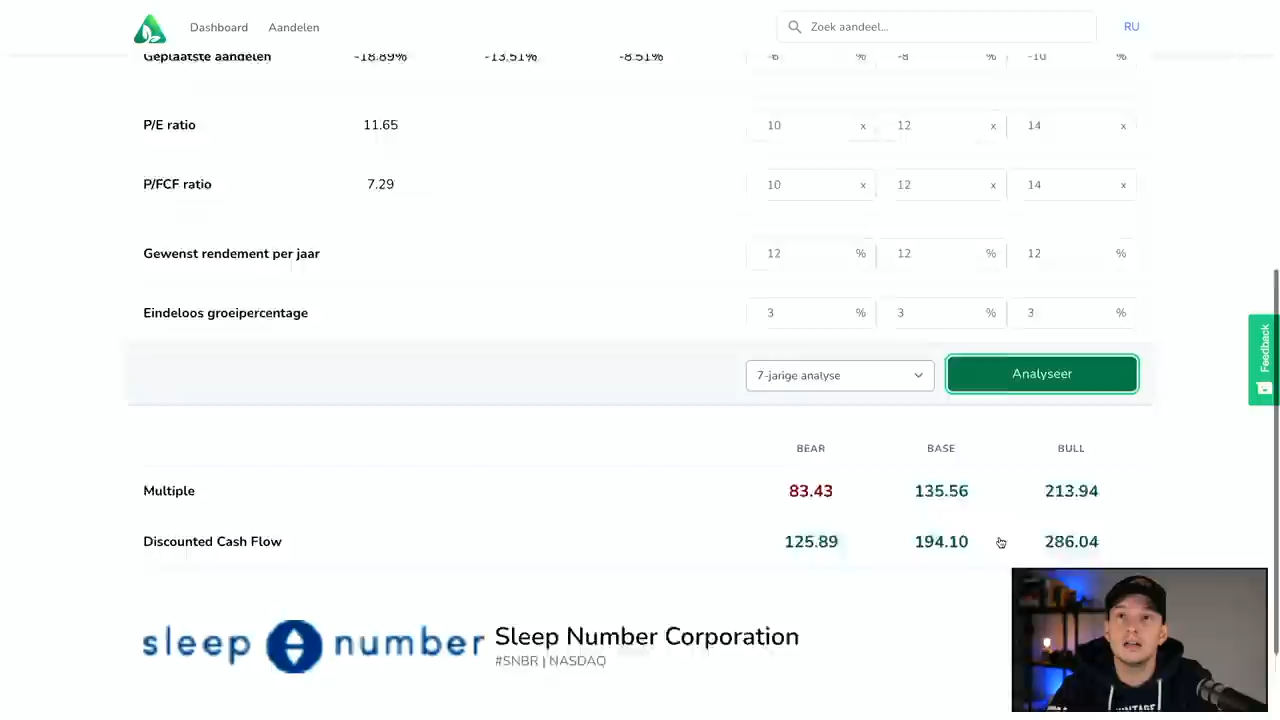 Dashboard Aandelen Zoek aandeel... RU
Geplaatste aandelen -18.89% -13.51% -8.51% -6 % -8 % -10 %
P/E ratio 11.65 10 x 12 x 14 x
P/FCF ratio 7.29 10 x 12 x 14 x
Gewenst rendement per jaar 12 % 12 % 12 %
Eindeloos groeipercentage 3 % 3 % 3 %
Feedback
7-jarige analyse Analyseer
BEAR BASE BULL
Multiple 83.43 135.56 213.94
Discounted Cash Flow 125.89 194.10 286.04
sleep number Sleep Number Corporation
#SNBR | NASDAQ